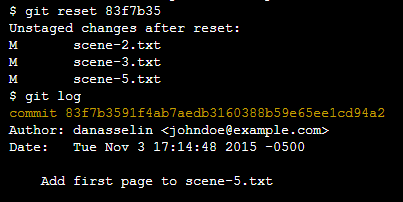 $ git reset 83f7b35
Unstaged changes after reset:
M       scene-2.txt
M       scene-3.txt
M       scene-5.txt
$ git log
commit 83f7b3591f4ab7aedb3160388b59e65ee1cd94a2
Author: danasselin <johndoe@example.com>
Date:   Tue Nov 3 17:14:48 2015 -0500
    Add first page to scene-5.txt